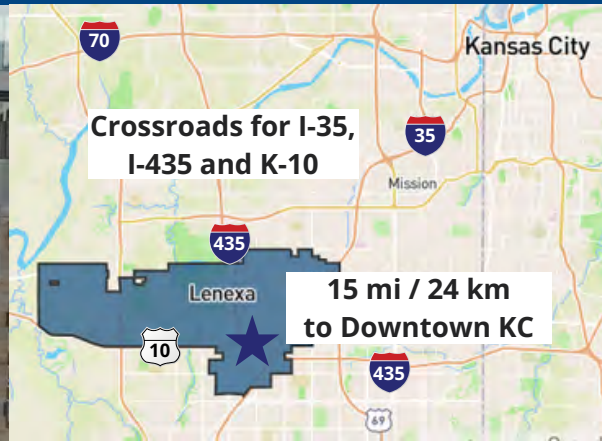 70
Kansas City
Crossroads for I-35,
I-435 and K-10
35
Mission
435
Lenexa
15 mi / 24 km
to Downtown KC
10
435
69